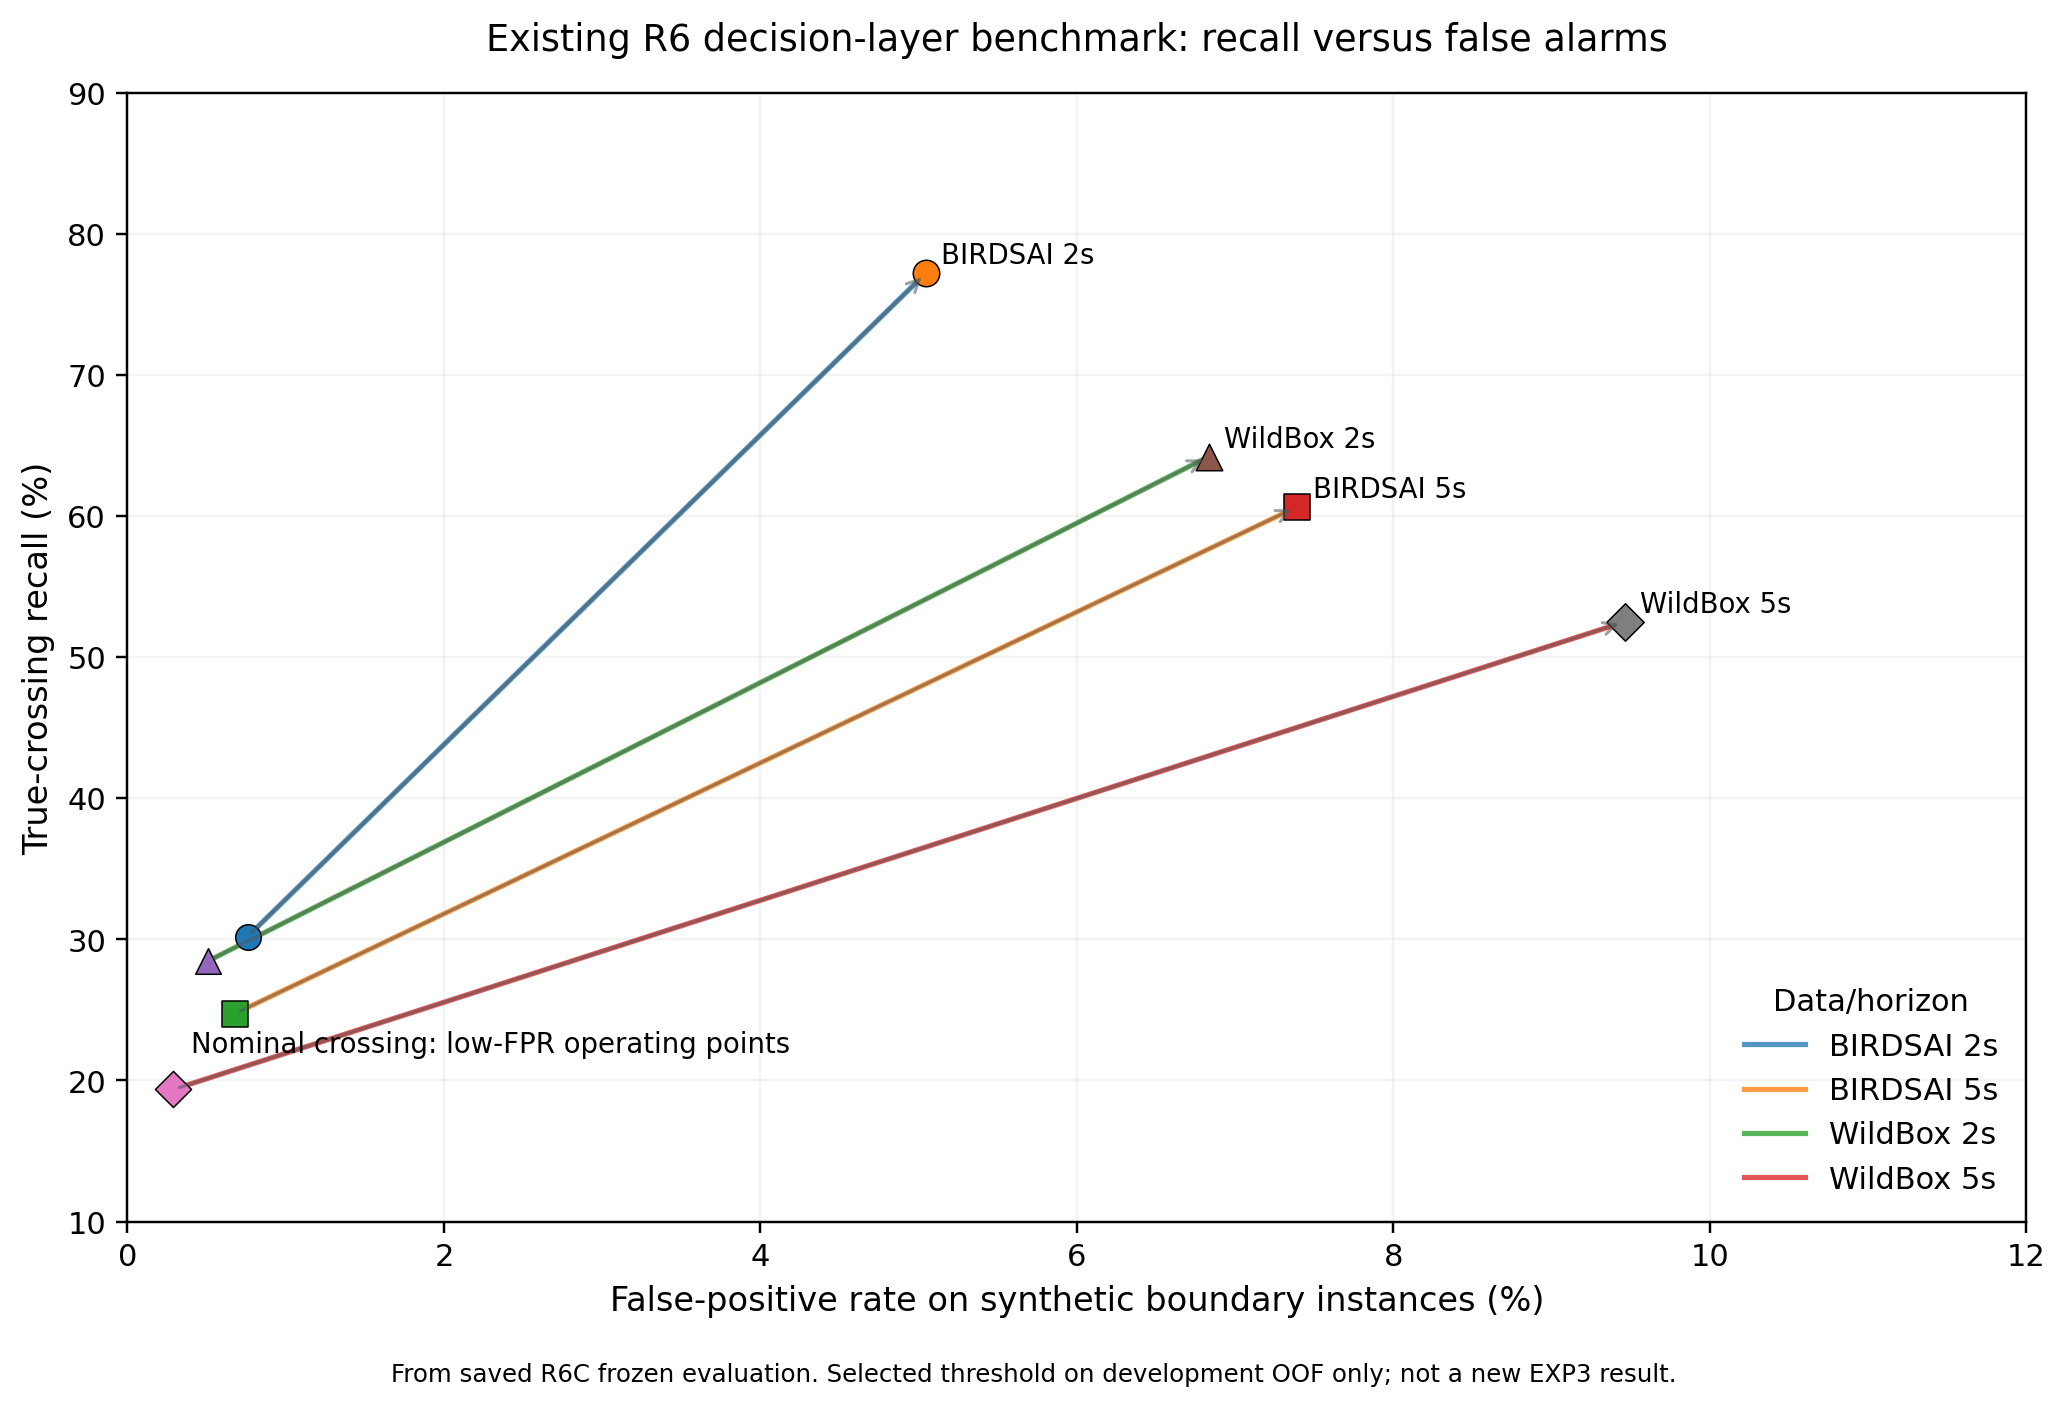 Existing R6 decision-layer benchmark: recall versus false alarms
90
80
70
60
50
40
30
20
10
True-crossing recall (%)
BIRDSAI 2s
WildBox 2s
BIRDSAI 5s
WildBox 5s
Nominal crossing: low-FPR operating points
Data/horizon
BIRDSAI 2s
BIRDSAI 5s
WildBox 2s
WildBox 5s
0 2 4 6 8 10 12
False-positive rate on synthetic boundary instances (%)
From saved R6C frozen evaluation. Selected threshold on development OOF only; not a new EXP3 result.